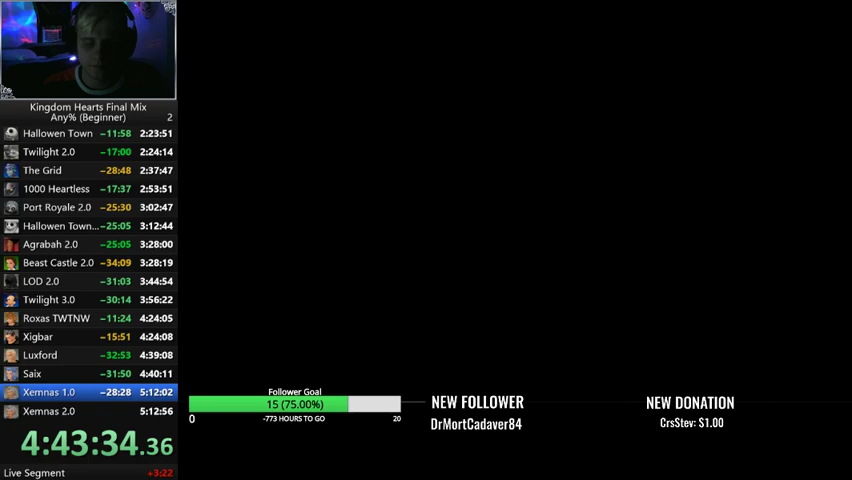 Kingdom Hearts Final Mix
Any% (Beginner) 2
Hallowen Town −11:58 2:23:51
Twilight 2.0 −17:00 2:24:14
The Grid −28:48 2:37:47
1000 Heartless −17:37 2:53:51
Port Royale 2.0 −25:30 3:02:47
Hallowen Town... −25:05 3:12:44
Agrabah 2.0 −25:05 3:28:00
Beast Castle 2.0 −34:09 3:28:19
LOD 2.0 −31:03 3:44:54
Twilight 3.0 −30:14 3:56:22
Roxas TWTNW −11:24 4:24:05
Xigbar −15:51 4:24:08
Luxford −32:53 4:39:08
Saix −31:50 4:40:11
Xemnas 1.0 −28:28 5:12:02
Xemnas 2.0 5:12:56
4:43:34.36
Live Segment +3:22
Follower Goal
15 (75.00%)
0 -773 HOURS TO GO 20
NEW FOLLOWER
DrMortCadaver84
NEW DONATION
CrsStev: $1.00